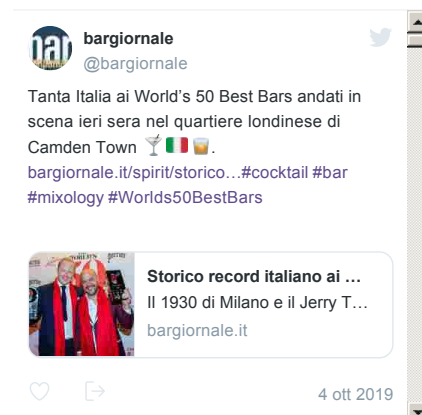 bar
bargiornale
@bargiornale
Tanta Italia ai World's 50 Best Bars andati in
scena ieri sera nel quartiere londinese di
Camden Town 🍸🇮🇹🥃.
bargiornale.it/spirit/storico…#cocktail #bar
#mixology #Worlds50BestBars
Storico record italiano ai …
Il 1930 di Milano e il Jerry T…
bargiornale.it
4 ott 2019